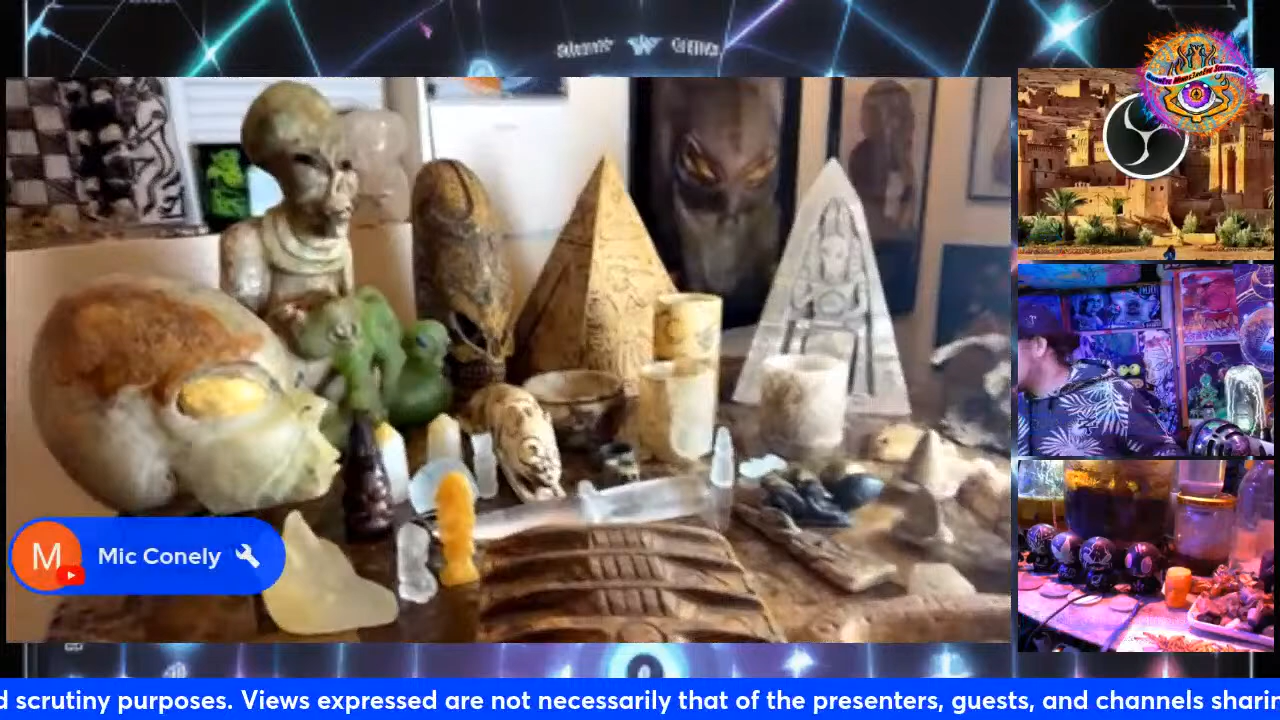 M Mic Conely
d scrutiny purposes. Views expressed are not necessarily that of the presenters, guests, and channels sharin